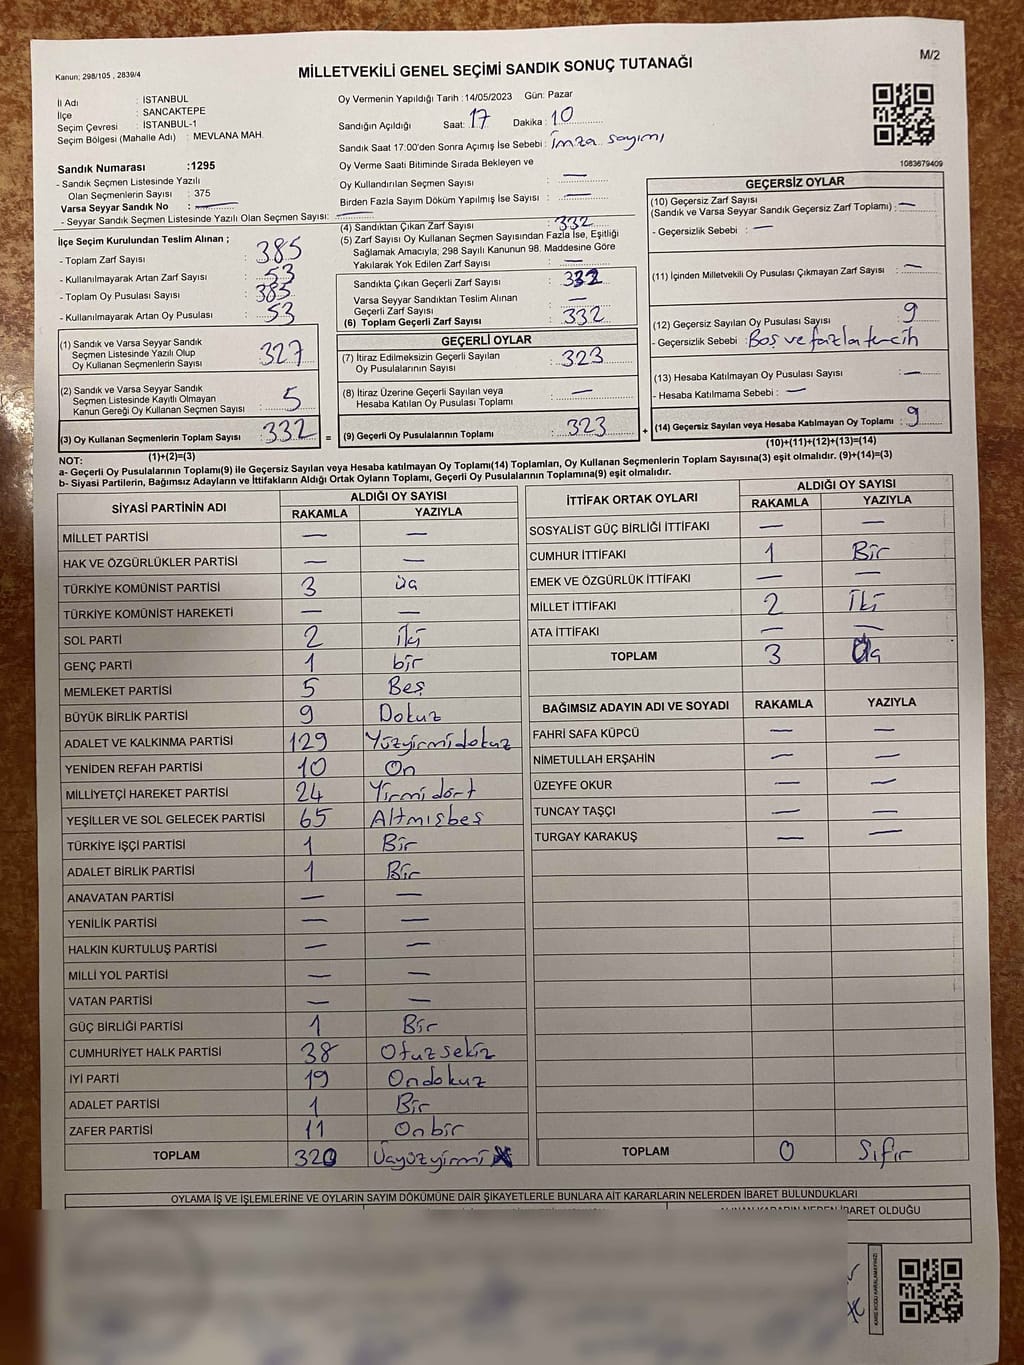 M/2
Kanun; 298/105 , 2839/4
MİLLETVEKİLİ GENEL SEÇİMİ SANDIK SONUÇ TUTANAĞI
İl Adı : İSTANBUL
İlçe : SANCAKTEPE
Seçim Çevresi : İSTANBUL-1
Seçim Bölgesi (Mahalle Adı) : MEVLANA MAH.
Oy Vermenin Yapıldığı Tarih :14/05/2023 Gün: Pazar
Sandığın Açıldığı Saat: 17 Dakika : 10
Sandık Saat 17:00'den Sonra Açımış İse Sebebi : İmza sayımı
Oy Verme Saati Bitiminde Sırada Bekleyen ve
Oy Kullandırılan Seçmen Sayısı : —
Birden Fazla Sayım Döküm Yapılmış İse Sayısı : —
1083679409
Sandık Numarası :1295
- Sandık Seçmen Listesinde Yazılı
Olan Seçmenlerin Sayısı : 375
Varsa Seyyar Sandık No : —
- Seyyar Sandık Seçmen Listesinde Yazılı Olan Seçmen Sayısı: —
İlçe Seçim Kurulundan Teslim Alınan ;
- Toplam Zarf Sayısı : 385
- Kullanılmayarak Artan Zarf Sayısı : 53
- Toplam Oy Pusulası Sayısı : 385
- Kullanılmayarak Artan Oy Pusulası : 53
(1) Sandık ve Varsa Seyyar Sandık
Seçmen Listesinde Yazılı Olup
Oy Kullanan Seçmenlerin Sayısı : 327
(2) Sandık ve Varsa Seyyar Sandık
Seçmen Listesinde Kayıtlı Olmayan
Kanun Gereği Oy Kullanan Seçmen Sayısı : 5
(3) Oy Kullanan Seçmenlerin Toplam Sayısı : 332 =
(1)+(2)=(3)
(4) Sandıktan Çıkan Zarf Sayısı : 332
(5) Zarf Sayısı Oy Kullanan Seçmen Sayısından Fazla İse, Eşitliği
Sağlamak Amacıyla; 298 Sayılı Kanunun 98. Maddesine Göre
Yakılarak Yok Edilen Zarf Sayısı : —
Sandıkta Çıkan Geçerli Zarf Sayısı : 332
Varsa Seyyar Sandıktan Teslim Alınan
Geçerli Zarf Sayısı : —
(6) Toplam Geçerli Zarf Sayısı : 332
GEÇERLİ OYLAR
(7) İtiraz Edilmeksizin Geçerli Sayılan
Oy Pusulalarının Sayısı : 323
(8) İtiraz Üzerine Geçerli Sayılan veya
Hesaba Katılan Oy Pusulası Toplamı : —
(9) Geçerli Oy Pusulalarının Toplamı : 323 +
GEÇERSİZ OYLAR
(10) Geçersiz Zarf Sayısı
(Sandık ve Varsa Seyyar Sandık Geçersiz Zarf Toplamı) : —
- Geçersizlik Sebebi : —
(11) İçinden Milletvekili Oy Pusulası Çıkmayan Zarf Sayısı : —
(12) Geçersiz Sayılan Oy Pusulası Sayısı : 9
- Geçersizlik Sebebi : Boş ve fazla tercih
(13) Hesaba Katılmayan Oy Pusulası Sayısı : —
- Hesaba Katılmama Sebebi : —
(14) Geçersiz Sayılan veya Hesaba Katılmayan Oy Toplamı : 9
(10)+(11)+(12)+(13)=(14)
NOT:
a- Geçerli Oy Pusulalarının Toplamı(9) ile Geçersiz Sayılan veya Hesaba katılmayan Oy Toplamı(14) Toplamları, Oy Kullanan Seçmenlerin Toplam Sayısına(3) eşit olmalıdır. (9)+(14)=(3)
b- Siyasi Partilerin, Bağımsız Adayların ve İttifakların Aldığı Ortak Oyların Toplamı, Geçerli Oy Pusulalarının Toplamına(9) eşit olmalıdır.
SİYASİ PARTİNİN ADI ALDIĞI OY SAYISI
RAKAMLA YAZIYLA
MİLLET PARTİSİ — —
HAK VE ÖZGÜRLÜKLER PARTİSİ — —
TÜRKİYE KOMÜNİST PARTİSİ 3 üç
TÜRKİYE KOMÜNİST HAREKETİ — —
SOL PARTİ 2 İki
GENÇ PARTİ 1 bir
MEMLEKET PARTİSİ 5 Beş
BÜYÜK BİRLİK PARTİSİ 9 Dokuz
ADALET VE KALKINMA PARTİSİ 129 Yüzyirmidokuz
YENİDEN REFAH PARTİSİ 10 On
MİLLİYETÇİ HAREKET PARTİSİ 24 Yirmi dört
YEŞİLLER VE SOL GELECEK PARTİSİ 65 Altmışbeş
TÜRKİYE İŞÇİ PARTİSİ 1 Bir
ADALET BİRLİK PARTİSİ 1 Bir
ANAVATAN PARTİSİ — —
YENİLİK PARTİSİ — —
HALKIN KURTULUŞ PARTİSİ — —
MİLLİ YOL PARTİSİ — —
VATAN PARTİSİ — —
GÜÇ BİRLİĞİ PARTİSİ 1 Bir
CUMHURİYET HALK PARTİSİ 38 Otuzsekiz
İYİ PARTİ 19 Ondokuz
ADALET PARTİSİ 1 Bir
ZAFER PARTİSİ 11 Onbir
TOPLAM 320 Üçyüzyirmi
İTTİFAK ORTAK OYLARI ALDIĞI OY SAYISI
RAKAMLA YAZIYLA
SOSYALİST GÜÇ BİRLİĞİ İTTİFAKI — —
CUMHUR İTTİFAKI 1 Bir
EMEK VE ÖZGÜRLÜK İTTİFAKI — —
MİLLET İTTİFAKI 2 İki
ATA İTTİFAKI — —
TOPLAM 3 Üç
BAĞIMSIZ ADAYIN ADI VE SOYADI RAKAMLA YAZIYLA
FAHRİ SAFA KÜPCÜ — —
NİMETULLAH ERŞAHİN — —
ÜZEYFE OKUR — —
TUNCAY TAŞÇI — —
TURGAY KARAKUŞ — —
TOPLAM 0 Sıfır
OYLAMA İŞ VE İŞLEMLERİNE VE OYLARIN SAYIM DÖKÜMÜNE DAİR ŞİKAYETLERLE BUNLARA AİT KARARLARIN NELERDEN İBARET BULUNDUKLARI
ALINAN KARARIN NEDEN İBARET OLDUĞU
KARE KODU KARALAMAYINIZ!